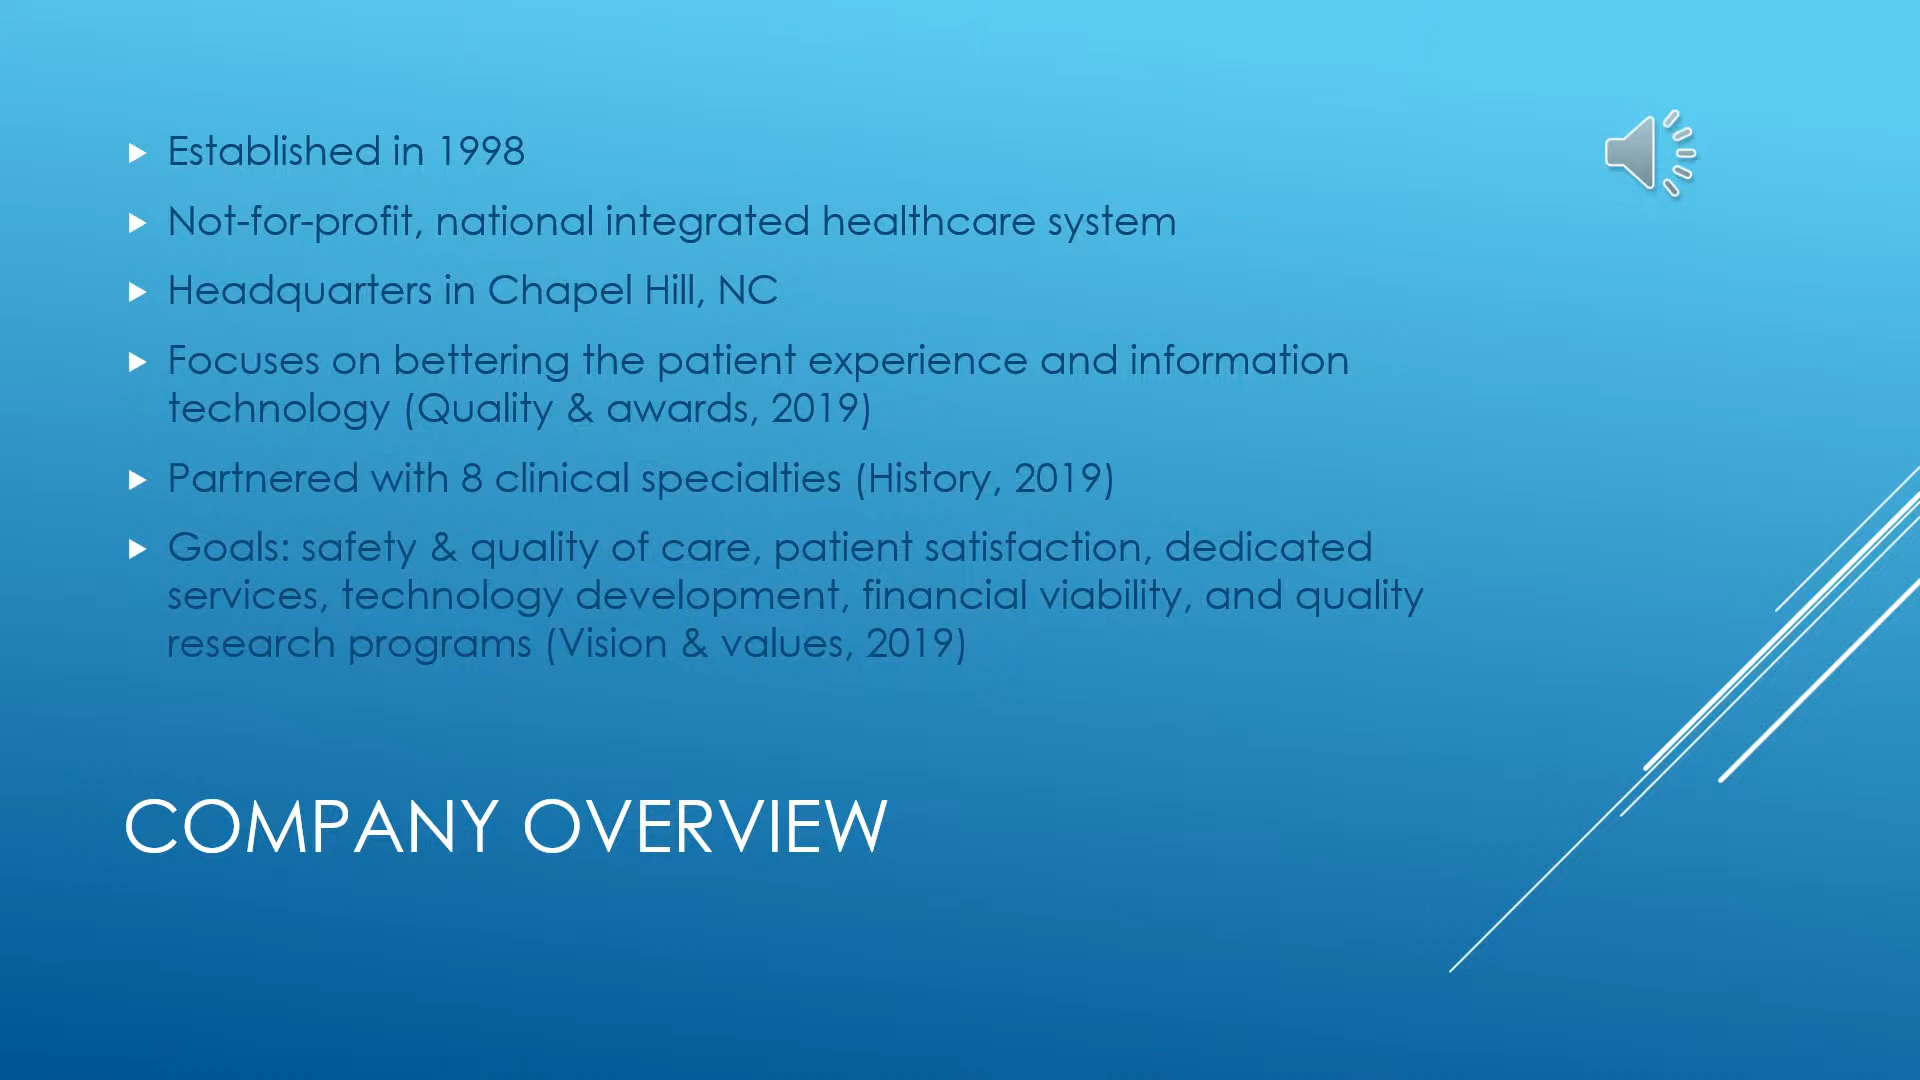 Established in 1998
Not-for-profit, national integrated healthcare system
Headquarters in Chapel Hill, NC
Focuses on bettering the patient experience and information
technology (Quality & awards, 2019)
Partnered with 8 clinical specialties (History, 2019)
Goals: safety & quality of care, patient satisfaction, dedicated
services, technology development, financial viability, and quality
research programs (Vision & values, 2019)
COMPANY OVERVIEW